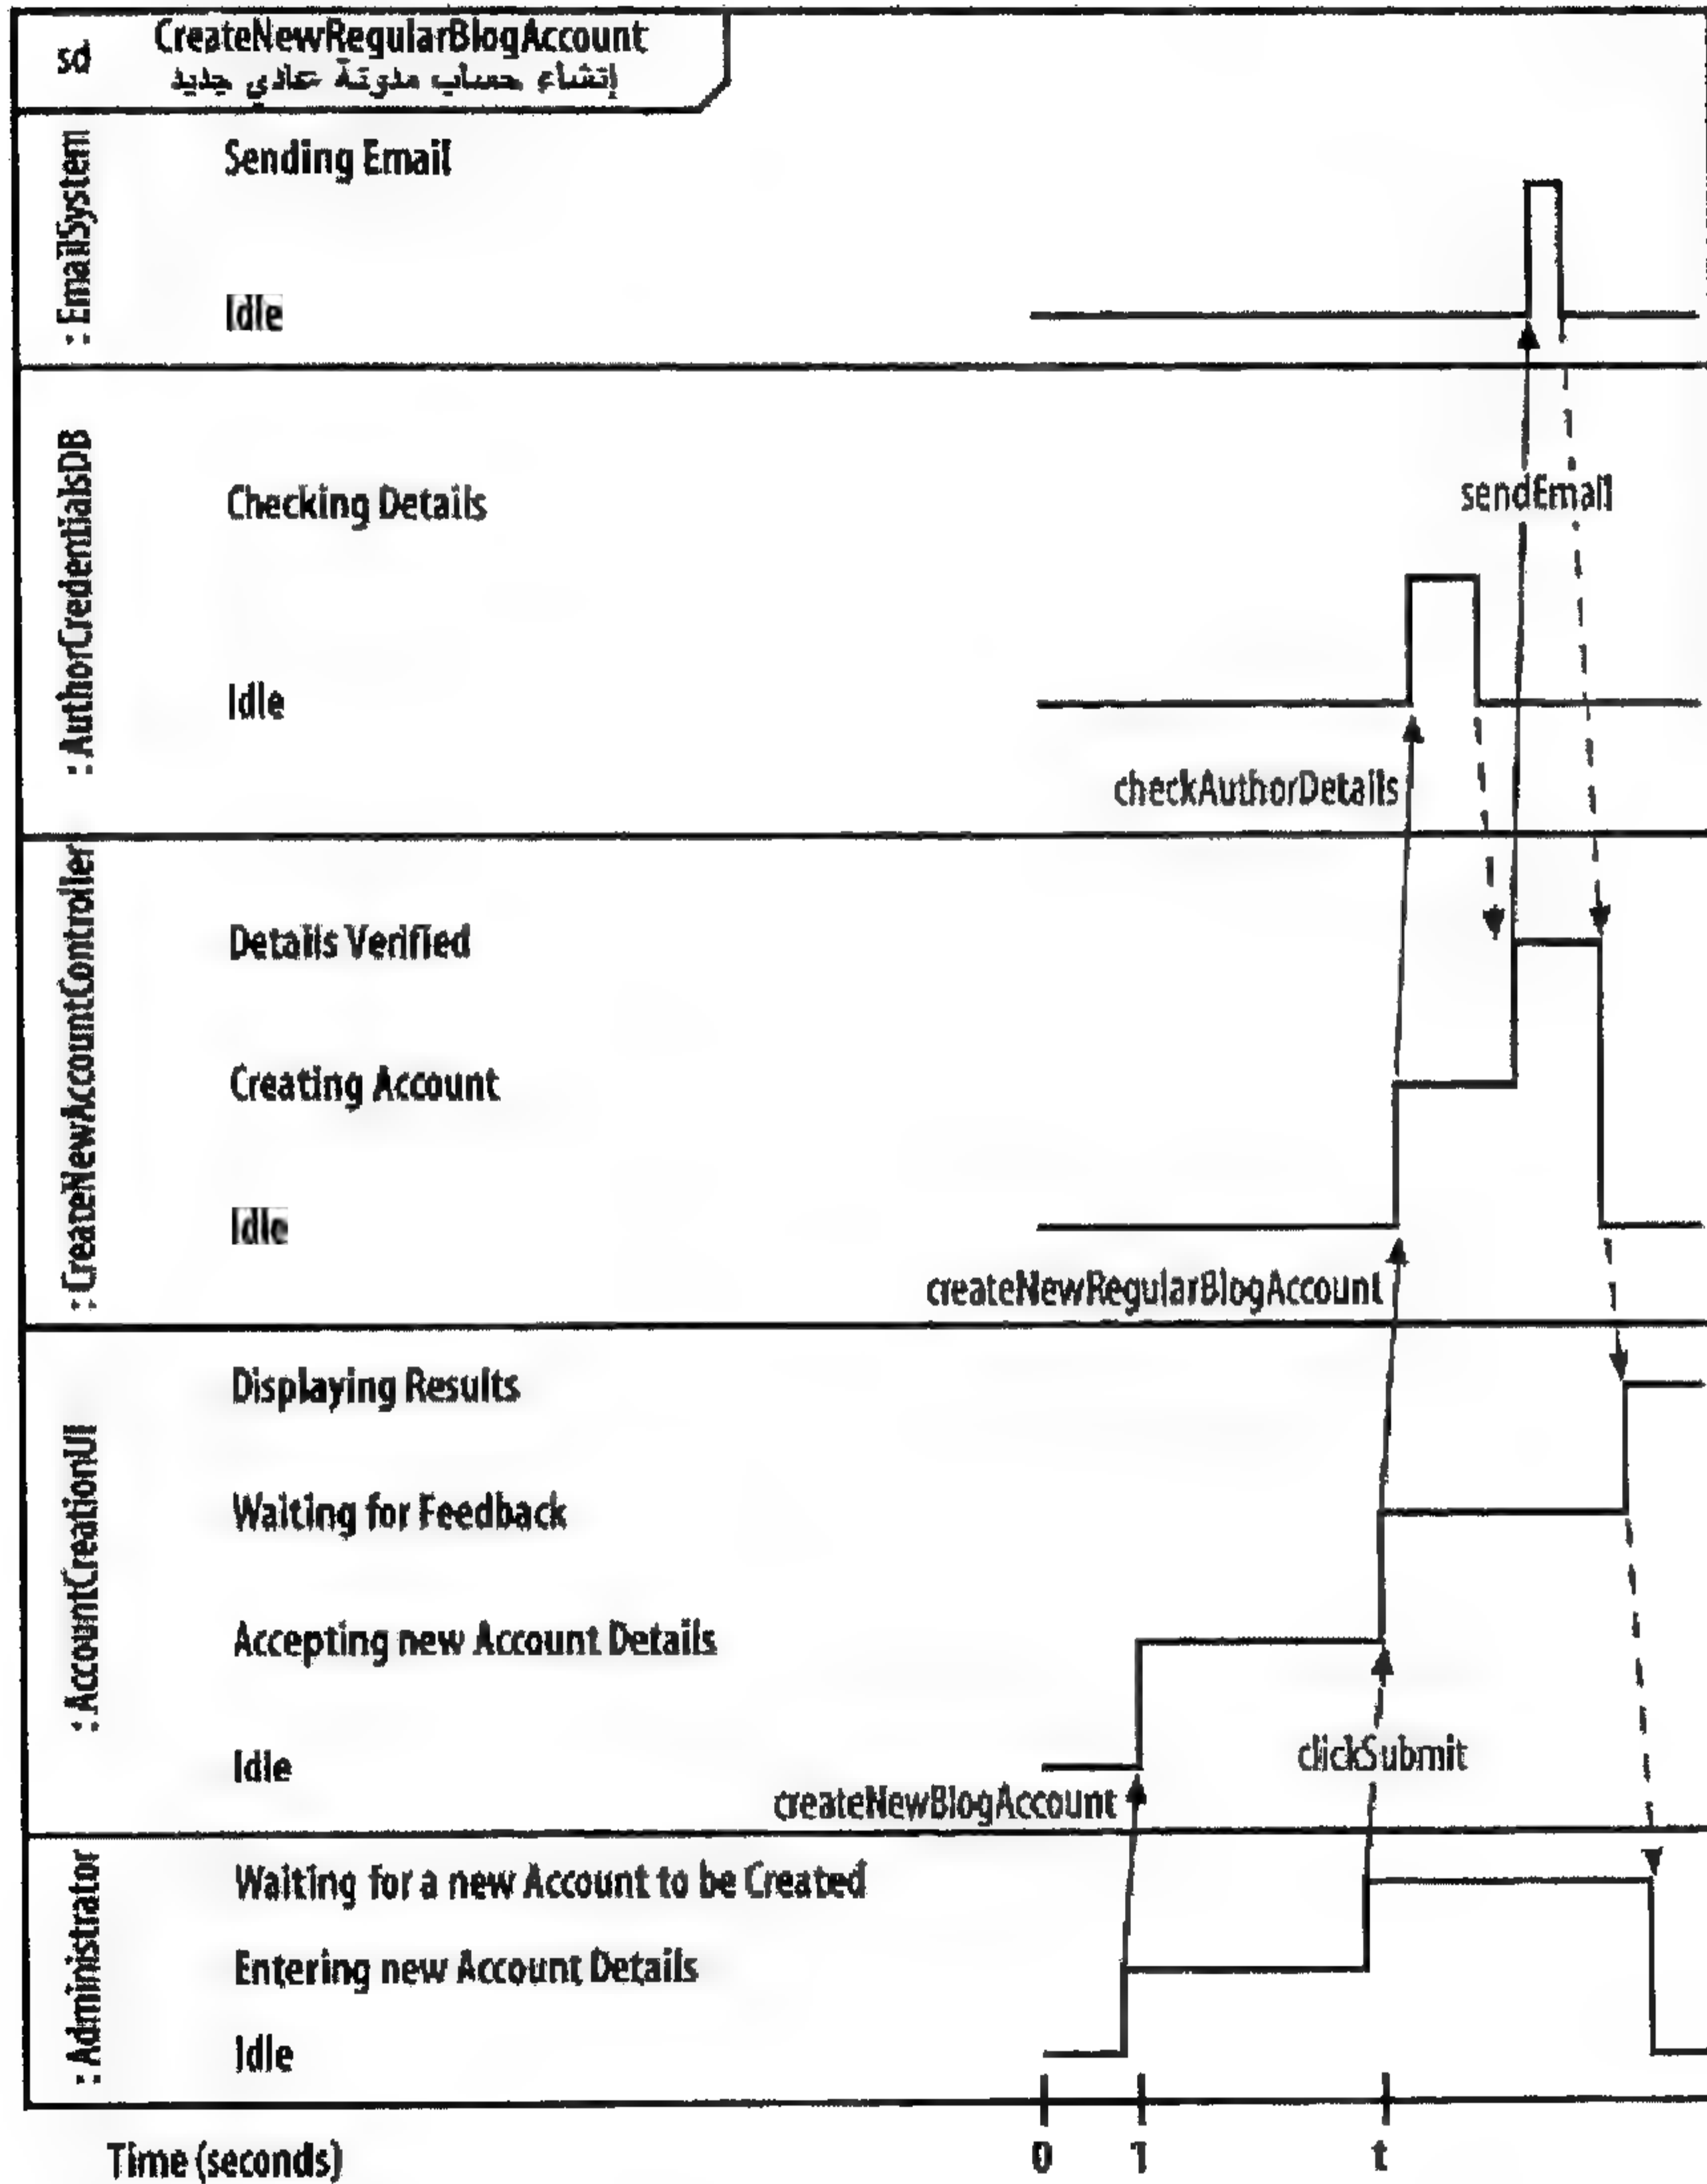 sd
CreateNewRegularBlogAccount
إنشاء حساب مدونة عادي جديد
:EmailSystem
Sending Email
Idle
:AuthorCredentialsDB
Checking Details
sendEmail
Idle
checkAuthorDetails
:CreateNewAccountController
Details Verified
Creating Account
Idle
createNewRegularBlogAccount
:AccountCreationUI
Displaying Results
Waiting for Feedback
Accepting new Account Details
clickSubmit
Idle
createNewBlogAccount
:Administrator
Waiting for a new Account to be Created
Entering new Account Details
Idle
Time (seconds)
0 1 t